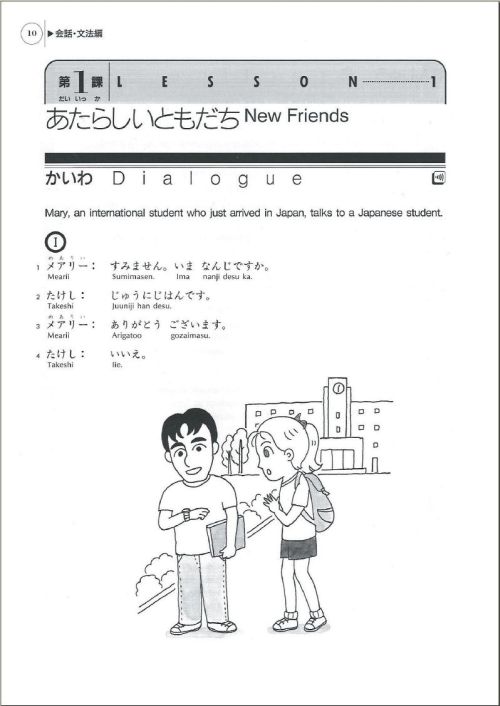 10 ▶会話・文法編
第1課 LESSON 1
だい いっ か
あたらしいともだち New Friends
かいわ Dialogue
Mary, an international student who just arrived in Japan, talks to a Japanese student.
Ⅰ
めありい
1 メアリー： すみません。いま なんじですか。
Mearii Sumimasen. Ima nanji desu ka.
2 たけし： じゅうにじはんです。
Takeshi Juuniji han desu.
めありい
3 メアリー： ありがとう ございます。
Mearii Arigatoo gozaimasu.
4 たけし： いいえ。
Takeshi Iie.